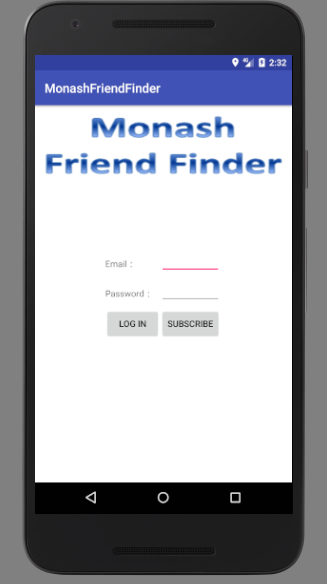 2:32
MonashFriendFinder
Monash
Friend Finder
Email :
Password :
LOG IN SUBSCRIBE